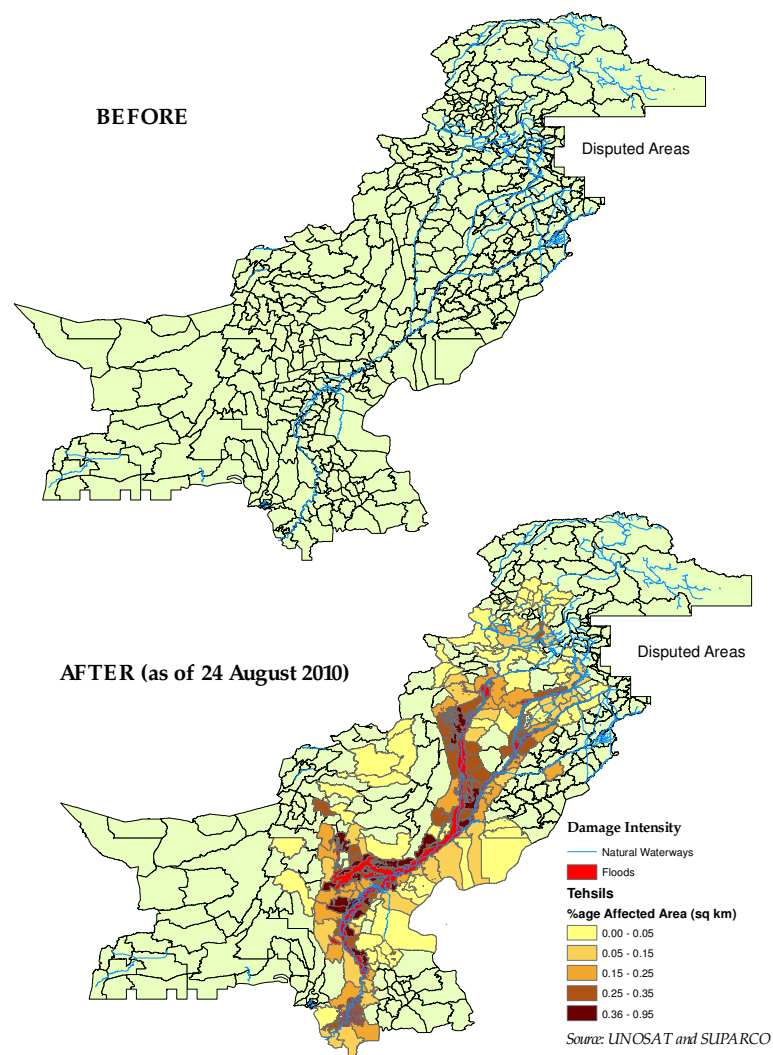 BEFORE
Disputed Areas
Disputed Areas
AFTER (as of 24 August 2010)
Damage Intensity
Natural Waterways
Floods
Tehsils
%age Affected Area (sq km)
0.00 - 0.05
0.05 - 0.15
0.15 - 0.25
0.25 - 0.35
0.36 - 0.95
Source: UNOSAT and SUPARCO